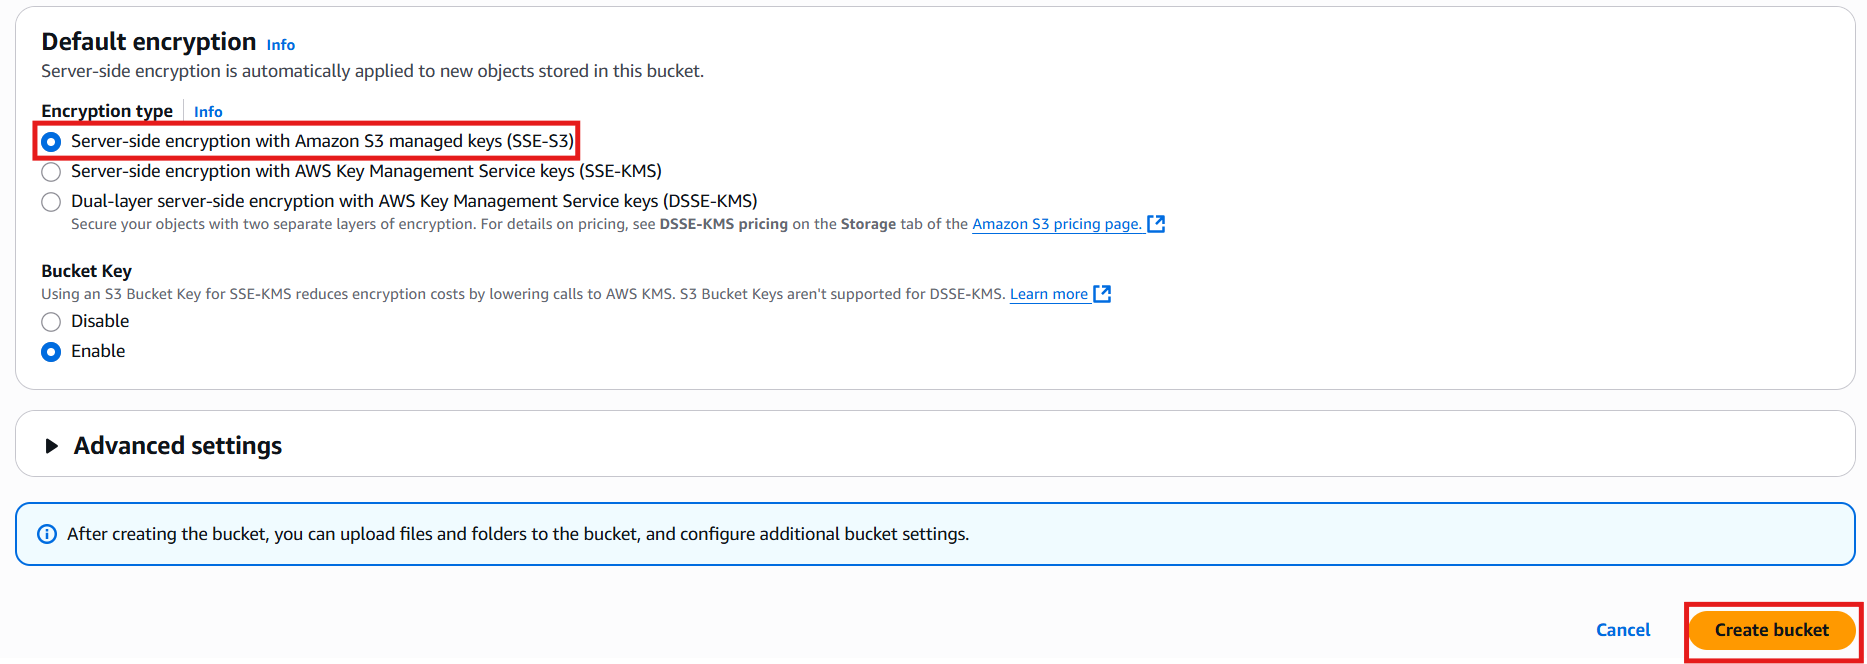 Default encryption Info
Server-side encryption is automatically applied to new objects stored in this bucket.
Encryption type Info
Server-side encryption with Amazon S3 managed keys (SSE-S3)
Server-side encryption with AWS Key Management Service keys (SSE-KMS)
Dual-layer server-side encryption with AWS Key Management Service keys (DSSE-KMS)
Secure your objects with two separate layers of encryption. For details on pricing, see DSSE-KMS pricing on the Storage tab of the Amazon S3 pricing page.
Bucket Key
Using an S3 Bucket Key for SSE-KMS reduces encryption costs by lowering calls to AWS KMS. S3 Bucket Keys aren't supported for DSSE-KMS. Learn more
Disable
Enable
Advanced settings
After creating the bucket, you can upload files and folders to the bucket, and configure additional bucket settings.
Cancel Create bucket